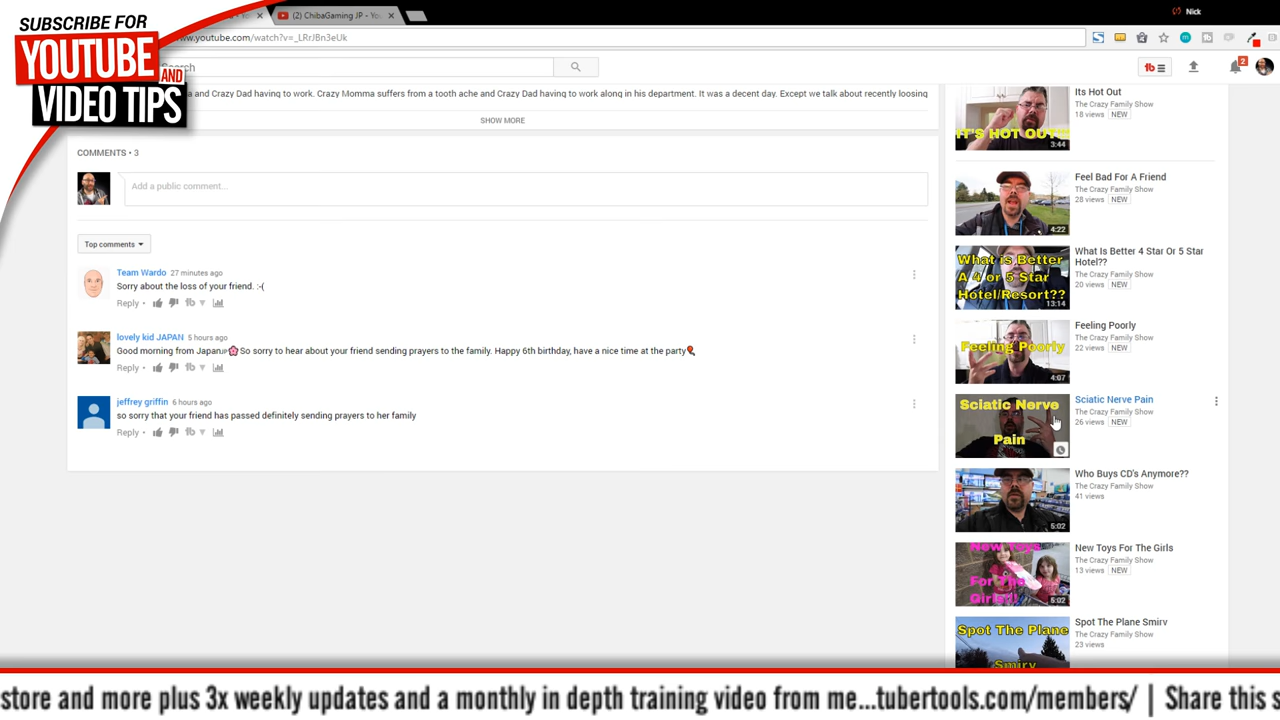 SUBSCRIBE FOR
YOUTUBE
AND
VIDEO TIPS
(2) ChibaGaming JP - Yo
Nick
www.youtube.com/watch?v=_LRrJBn3eUk
Search
2
a and Crazy Dad having to work. Crazy Momma suffers from a tooth ache and Crazy Dad having to work along in his department. It was a decent day. Except we talk about recently loosing
SHOW MORE
COMMENTS • 3
Add a public comment...
Top comments
Team Wardo 27 minutes ago
Sorry about the loss of your friend. :-(
Reply •
lovely kid JAPAN 5 hours ago
Good morning from Japan🇯🇵🌸So sorry to hear about your friend sending prayers to the family. Happy 6th birthday, have a nice time at the party🎈
Reply •
jeffrey griffin 6 hours ago
so sorry that your friend has passed definitely sending prayers to her family
Reply •
IT'S HOT OUT!!!
3:44
Its Hot Out
The Crazy Family Show
18 views NEW
4:22
Feel Bad For A Friend
The Crazy Family Show
28 views NEW
What is Better
A 4 or 5 Star
Hotel/Resort??
13:14
What Is Better 4 Star Or 5 Star
Hotel??
The Crazy Family Show
20 views NEW
Feeling Poorly
4:07
Feeling Poorly
The Crazy Family Show
22 views NEW
Sciatic Nerve
Pain
Sciatic Nerve Pain
The Crazy Family Show
26 views NEW
5:02
Who Buys CD's Anymore??
The Crazy Family Show
41 views
New Toys
For The
Girls!!!
5:02
New Toys For The Girls
The Crazy Family Show
13 views NEW
Spot The Plane
Smirv
Spot The Plane Smirv
The Crazy Family Show
23 views
store and more plus 3x weekly updates and a monthly in depth training video from me...tubertools.com/members/ | Share this s